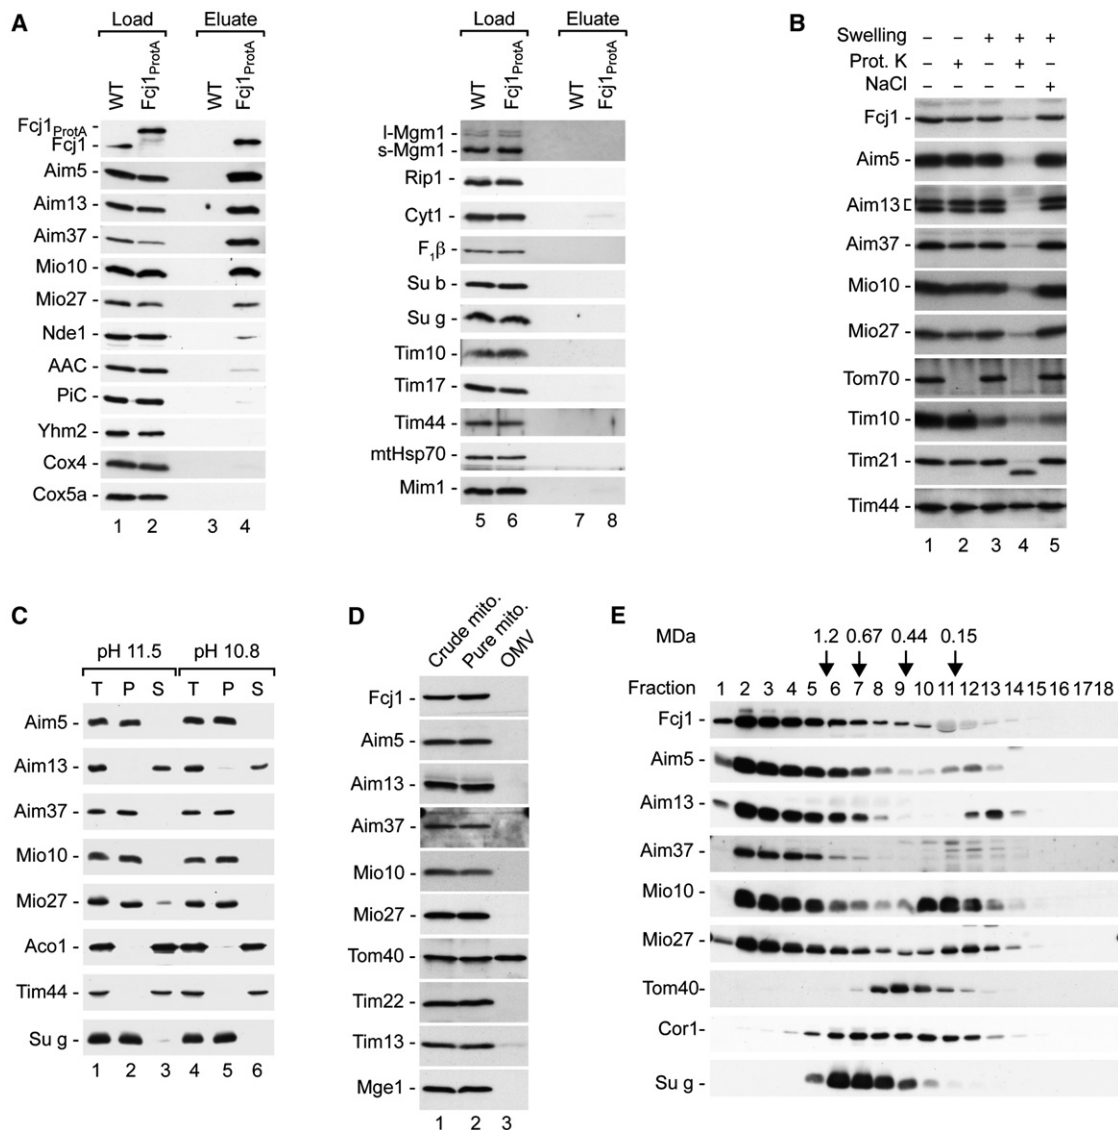 A
Load Eluate
WT Fcj1ProtA WT Fcj1ProtA
Fcj1ProtA
Fcj1 -
Aim5 -
Aim13 -
Aim37 -
Mio10 -
Mio27 -
Nde1 -
AAC -
PiC -
Yhm2 -
Cox4 -
Cox5a -
1 2 3 4
Load Eluate
WT Fcj1ProtA WT Fcj1ProtA
l-Mgm1 -
s-Mgm1 -
Rip1 -
Cyt1 -
F1β -
Su b -
Su g -
Tim10 -
Tim17 -
Tim44 -
mtHsp70 -
Mim1 -
5 6 7 8
B
Swelling – – + + +
Prot. K – + – + –
NaCl – – – – +
Fcj1 -
Aim5 -
Aim13 [
Aim37 -
Mio10 -
Mio27 -
Tom70 -
Tim10 -
Tim21 -
Tim44 -
1 2 3 4 5
C
pH 11.5 pH 10.8
T P S T P S
Aim5 -
Aim13 -
Aim37 -
Mio10 -
Mio27 -
Aco1 -
Tim44 -
Su g -
1 2 3 4 5 6
D
Crude mito. Pure mito. OMV
Fcj1 -
Aim5 -
Aim13 -
Aim37 -
Mio10 -
Mio27 -
Tom40 -
Tim22 -
Tim13 -
Mge1 -
1 2 3
E
MDa 1.2 0.67 0.44 0.15
Fraction 1 2 3 4 5 6 7 8 9 10 11 12 13 14 15 16 17 18
Fcj1 -
Aim5 -
Aim13 -
Aim37 -
Mio10 -
Mio27 -
Tom40-
Cor1-
Su g -